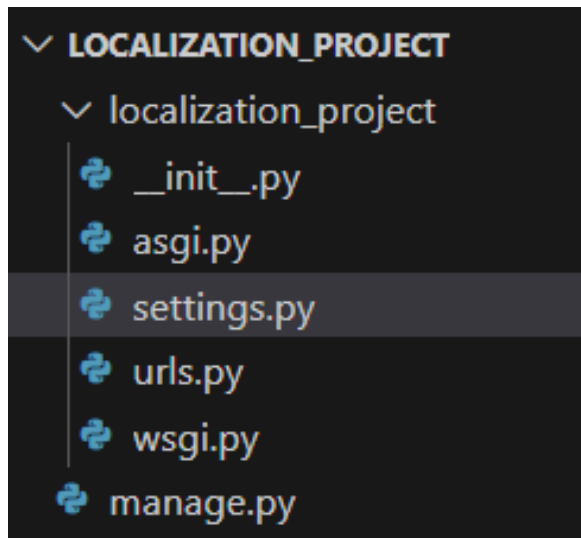 LOCALIZATION_PROJECT
localization_project
__init__.py
asgi.py
settings.py
urls.py
wsgi.py
manage.py